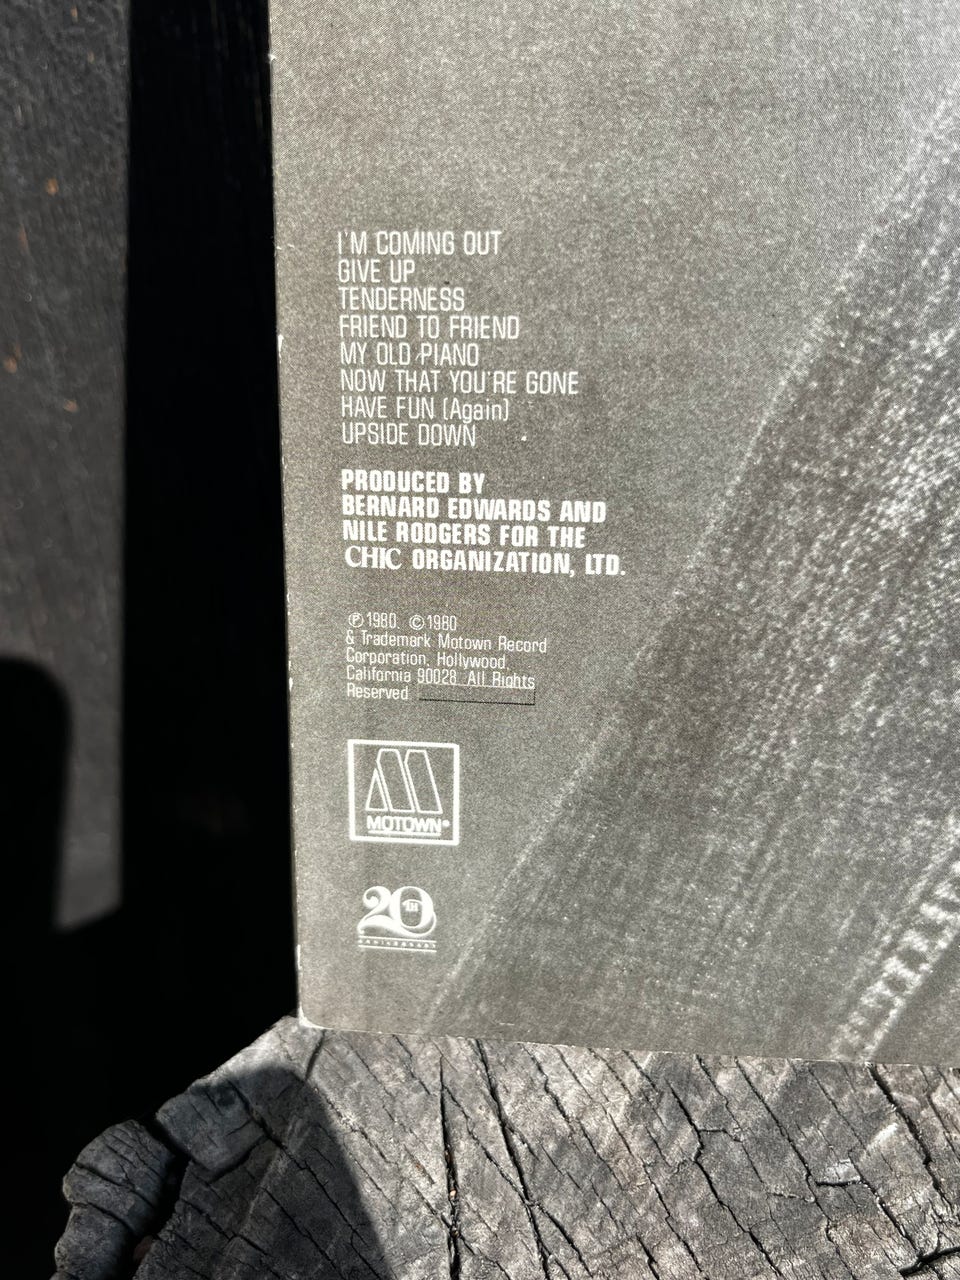 I'M COMING OUT
GIVE UP
TENDERNESS
FRIEND TO FRIEND
MY OLD PIANO
NOW THAT YOU'RE GONE
HAVE FUN (Again)
UPSIDE DOWN
PRODUCED BY
BERNARD EDWARDS AND
NILE RODGERS FOR THE
CHIC ORGANIZATION, LTD.
℗1980. ©1980
& Trademark Motown Record
Corporation, Hollywood,
California 90028 All Rights
Reserved
MOTOWN®
20TH
ANNIVERSARY